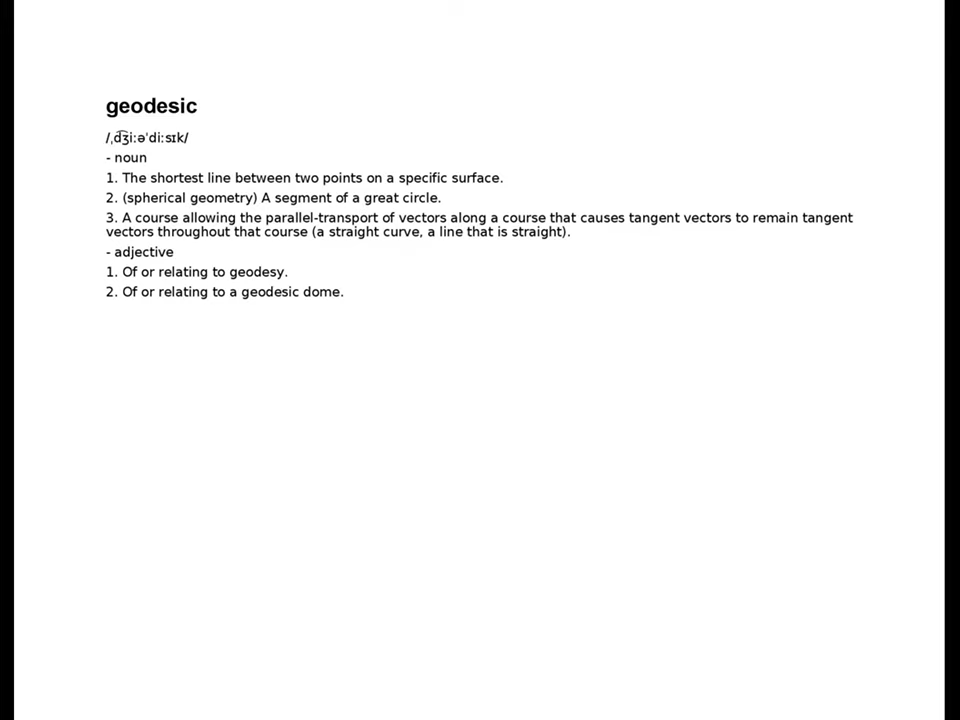 geodesic
/ˌd͡ʒiːəˈdiːsɪk/
- noun
1. The shortest line between two points on a specific surface.
2. (spherical geometry) A segment of a great circle.
3. A course allowing the parallel-transport of vectors along a course that causes tangent vectors to remain tangent
vectors throughout that course (a straight curve, a line that is straight).
- adjective
1. Of or relating to geodesy.
2. Of or relating to a geodesic dome.